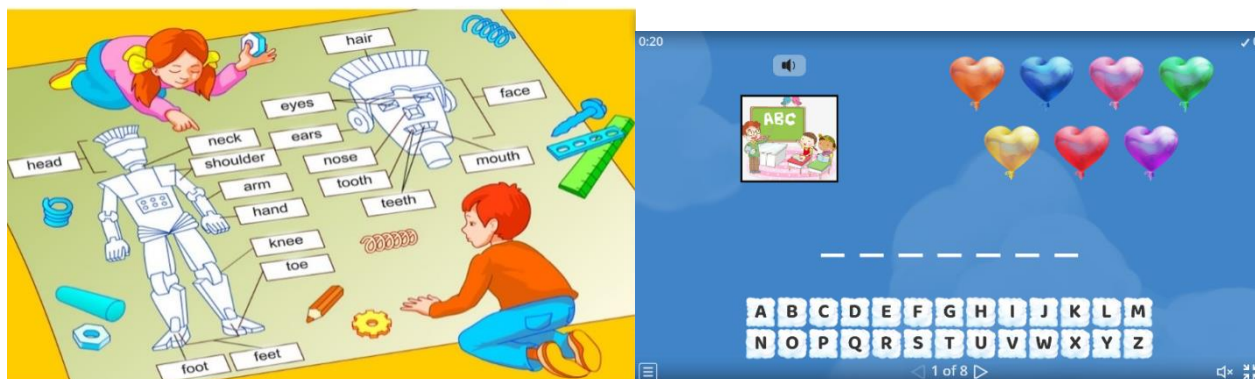 hair
eyes
face
ears
neck
shoulder
head
nose
mouth
arm
tooth
teeth
hand
knee
toe
foot
feet
0:20
ABC
A B C D E F G H I J K L M
N O P Q R S T U V W X Y Z
1 of 8